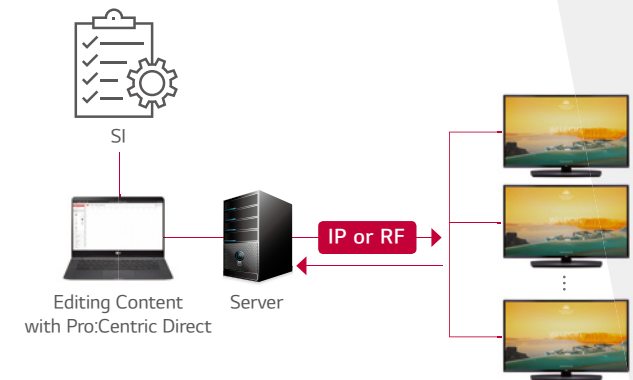 SI
IP or RF
Editing Content
with Pro:Centric Direct
Server